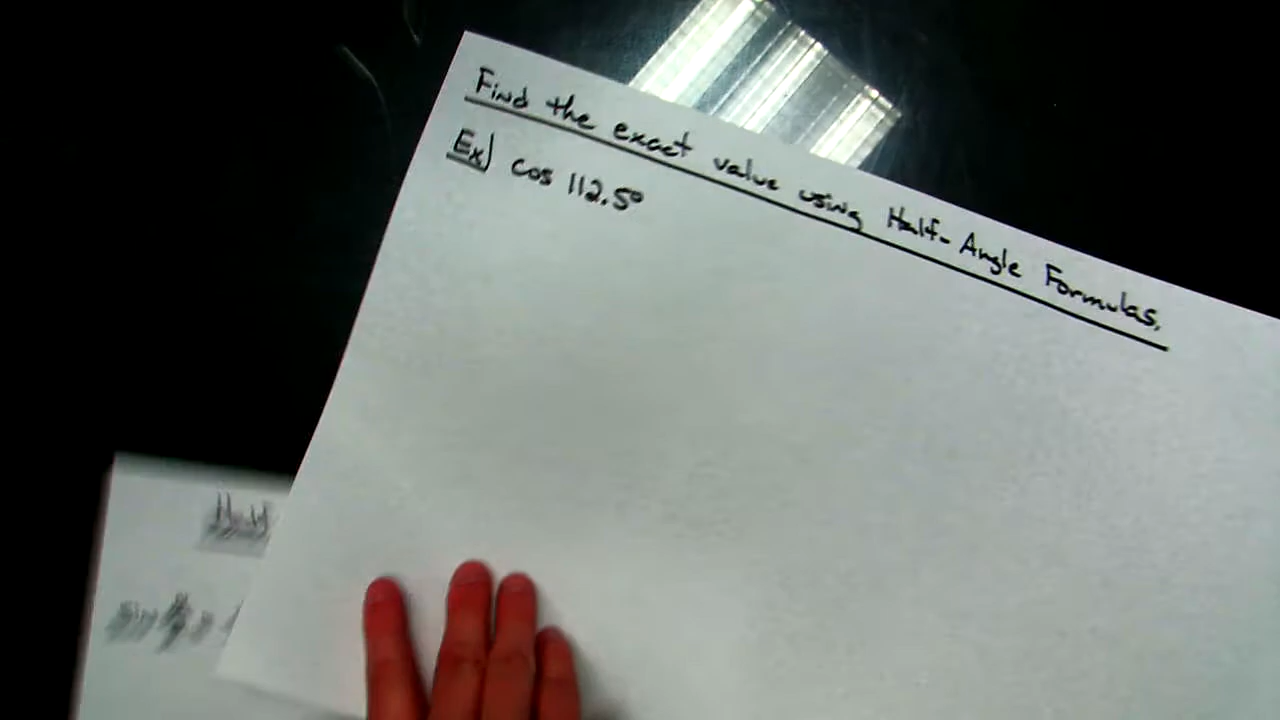 Find the exact value using Half-Angle Formulas.
Ex) cos 112.5°